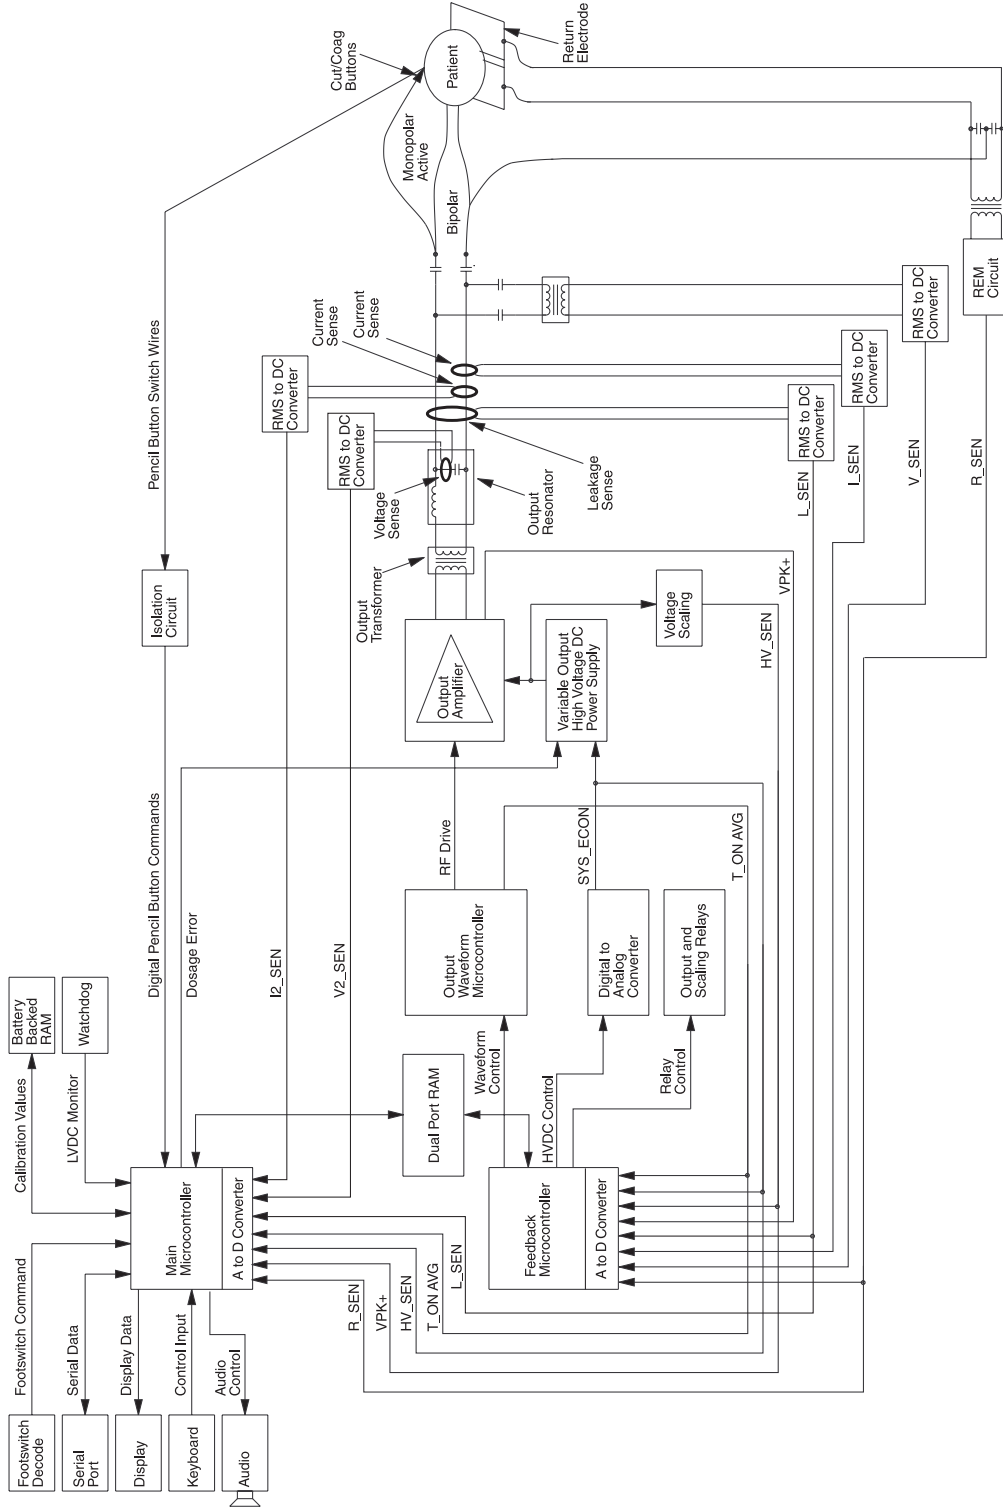 Footswitch
Decode
Serial
Port
Display
Keyboard
Audio
Footswitch Command
Serial Data
Display Data
Control Input
Audio
Control
Calibration Values
LVDC Monitor
Battery
Backed
RAM
Watchdog
Main
Microcontroller
A to D Converter
R_SEN
VPK+
HV_SEN
T_ON AVG
L_SEN
Digital Pencil Button Commands
Dosage Error
I2_SEN
V2_SEN
Isolation
Circuit
Pencil Button Switch Wires
Dual Port RAM
Feedback
Microcontroller
A to D Converter
Waveform
Control
HVDC Control
Relay
Control
Output
Waveform
Microcontroller
Digital to
Analog
Converter
Output and
Scaling Relays
RF Drive
SYS_ECON
T_ON AVG
Output
Amplifier
Variable Output
High Voltage DC
Power Supply
Voltage
Scaling
HV_SEN
VPK+
Output
Transformer
Voltage
Sense
Output
Resonator
Leakage
Sense
RMS to DC
Converter
RMS to DC
Converter
Current
Sense
Current
Sense
RMS to DC
Converter
RMS to DC
Converter
RMS to DC
Converter
REM
Circuit
L_SEN
I_SEN
V_SEN
R_SEN
Monopolar
Active
Bipolar
Cut/Coag
Buttons
Patient
Return
Electrode